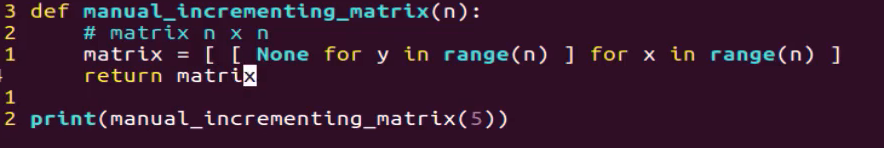 3 def manual_incrementing_matrix(n):
2     # matrix n x n
1     matrix = [ [ None for y in range(n) ] for x in range(n) ]
    return matrix
1
2 print(manual_incrementing_matrix(5))